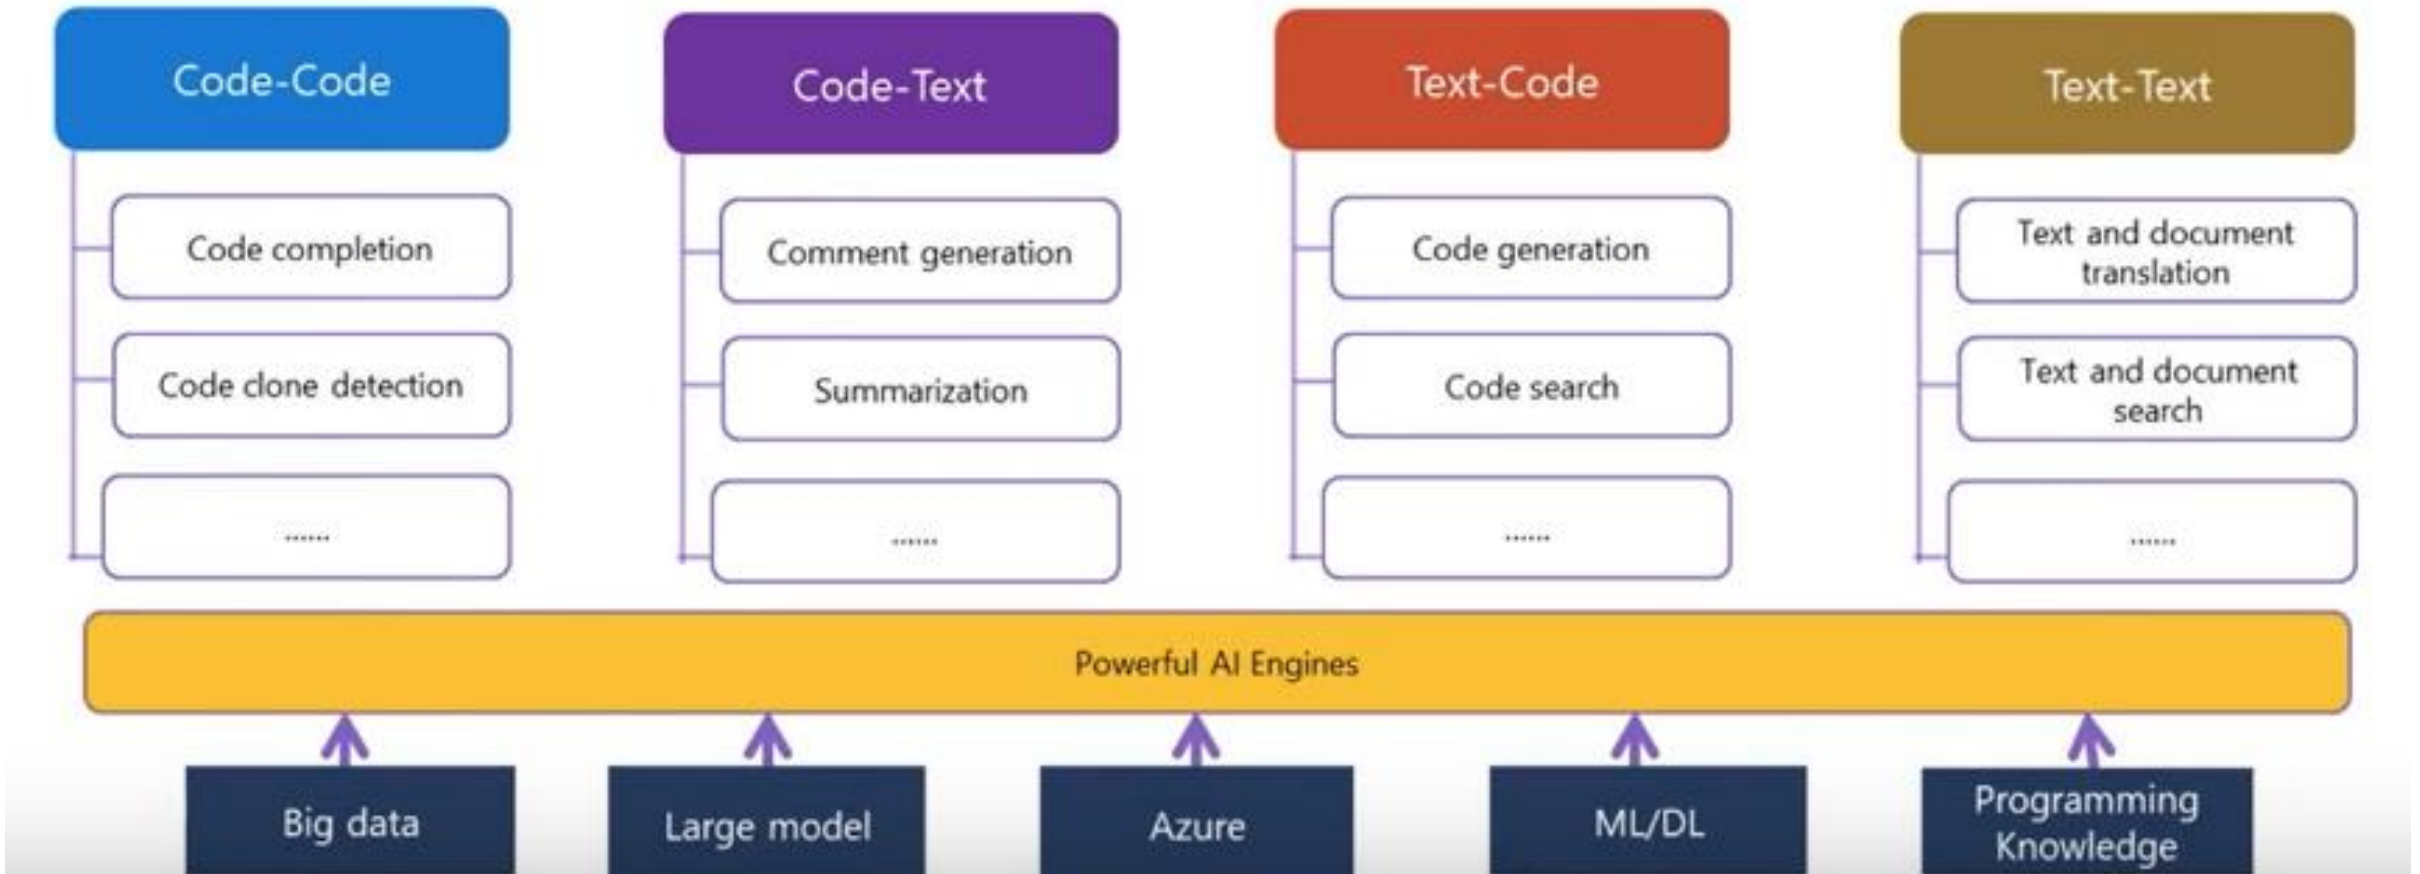 Code-Code
Code completion
Code clone detection
......
Code-Text
Comment generation
Summarization
......
Text-Code
Code generation
Code search
......
Text-Text
Text and document
translation
Text and document
search
......
Powerful AI Engines
Big data
Large model
Azure
ML/DL
Programming
Knowledge